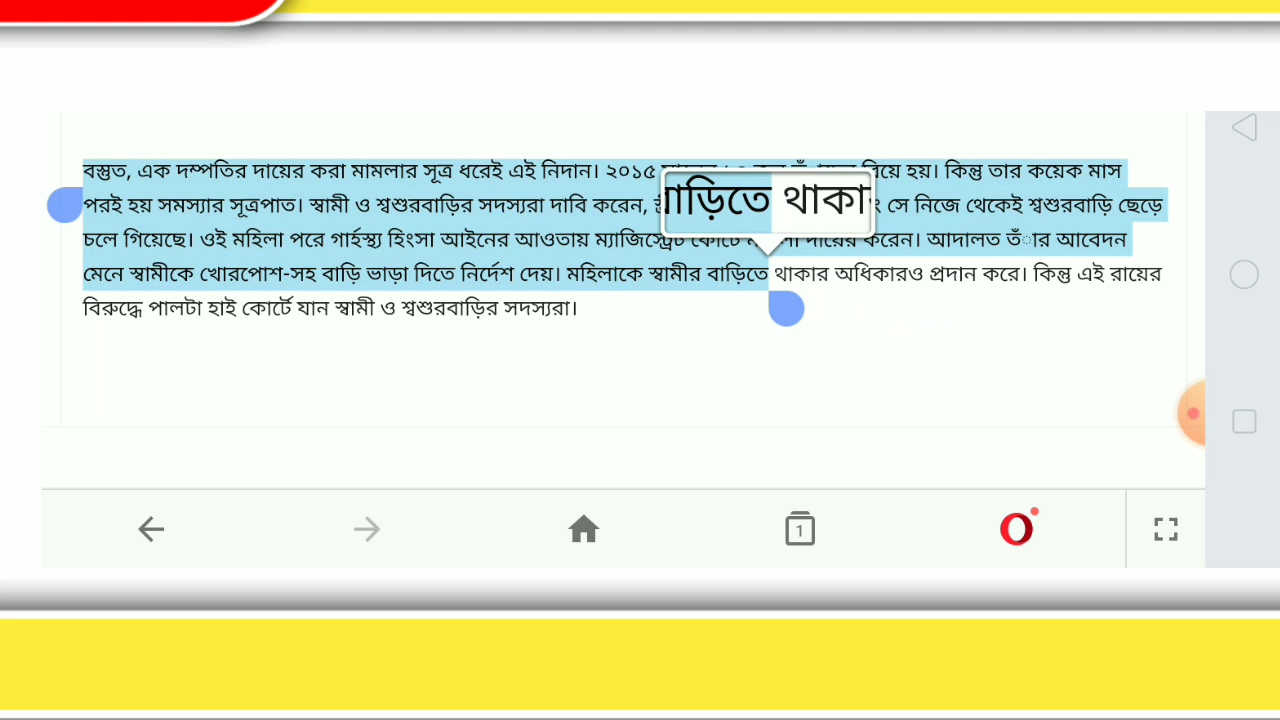 বস্তুত, এক দম্পতির দায়ের করা মামলার সূত্র ধরেই এই নিদান। ২০১৫ হয়। কিন্তু তার কয়েক মাস
বাড়িতে থাকা
পরই হয় সমস্যার সূত্রপাত। স্বামী ও শ্বশুরবাড়ির সদস্যরা দাবি করেন, সে নিজে থেকেই শ্বশুরবাড়ি ছেড়ে
চলে গিয়েছে। ওই মহিলা পরে গার্হস্থ্য হিংসা আইনের আওতায় ম্যাজিস্ট্রেট কোর্টে দায়ের করেন। আদালত তঁার আবেদন
মেনে স্বামীকে খোরপোশ-সহ বাড়ি ভাড়া দিতে নির্দেশ দেয়। মহিলাকে স্বামীর বাড়িতে থাকার অধিকারও প্রদান করে। কিন্তু এই রায়ের
বিরুদ্ধে পালটা হাই কোর্টে যান স্বামী ও শ্বশুরবাড়ির সদস্যরা।
1